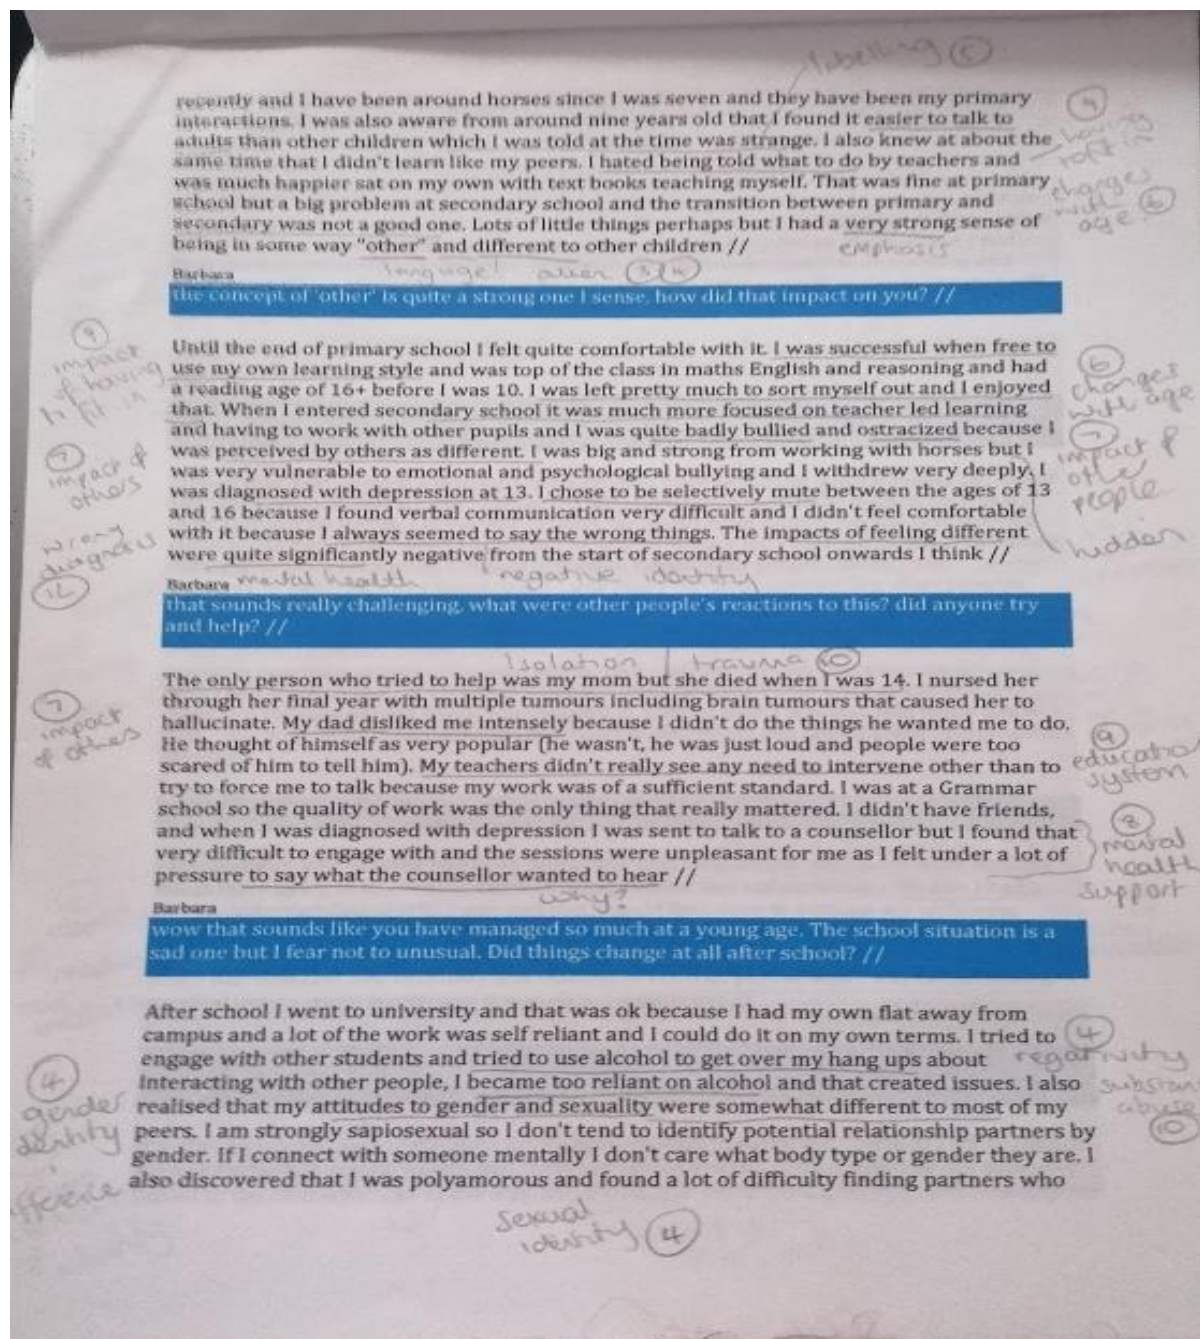 labelling 5
recently and I have been around horses since I was seven and they have been my primary
interactions. I was also aware from around nine years old that I found it easier to talk to
adults than other children which I was told at the time was strange. I also knew at about the
same time that I didn't learn like my peers. I hated being told what to do by teachers and
was much happier sat on my own with text books teaching myself. That was fine at primary
school but a big problem at secondary school and the transition between primary and
secondary was not a good one. Lots of little things perhaps but I had a very strong sense of
being in some way "other" and different to other children //
having
to fit in
changes
with
age 6
emphasis
language! alien
Barbara
the concept of 'other' is quite a strong one I sense, how did that impact on you? //
9
impact
of having
to fit in
7
impact of
others
wrong
diagnosis
12
Until the end of primary school I felt quite comfortable with it. I was successful when free to
use my own learning style and was top of the class in maths English and reasoning and had
a reading age of 16+ before I was 10. I was left pretty much to sort myself out and I enjoyed
that. When I entered secondary school it was much more focused on teacher led learning
and having to work with other pupils and I was quite badly bullied and ostracized because I
was perceived by others as different. I was big and strong from working with horses but I
was very vulnerable to emotional and psychological bullying and I withdrew very deeply. I
was diagnosed with depression at 13. I chose to be selectively mute between the ages of 13
and 16 because I found verbal communication very difficult and I didn't feel comfortable
with it because I always seemed to say the wrong things. The impacts of feeling different
were quite significantly negative from the start of secondary school onwards I think //
6
changes
with age
7
impact of
other
people
hidden
mental health negative identity
Barbara
that sounds really challenging, what were other people's reactions to this? did anyone try
and help? //
Isolation / trauma 10
The only person who tried to help was my mom but she died when I was 14. I nursed her
through her final year with multiple tumours including brain tumours that caused her to
hallucinate. My dad disliked me intensely because I didn't do the things he wanted me to do.
He thought of himself as very popular (he wasn't, he was just loud and people were too
scared of him to tell him). My teachers didn't really see any need to intervene other than to
try to force me to talk because my work was of a sufficient standard. I was at a Grammar
school so the quality of work was the only thing that really mattered. I didn't have friends,
and when I was diagnosed with depression I was sent to talk to a counsellor but I found that
very difficult to engage with and the sessions were unpleasant for me as I felt under a lot of
pressure to say what the counsellor wanted to hear //
7
impact
of others
9
education
system
8
mental
health
support
why?
Barbara
wow that sounds like you have managed so much at a young age. The school situation is a
sad one but I fear not to unusual. Did things change at all after school? //
After school I went to university and that was ok because I had my own flat away from
campus and a lot of the work was self reliant and I could do it on my own terms. I tried to
engage with other students and tried to use alcohol to get over my hang ups about
interacting with other people, I became too reliant on alcohol and that created issues. I also
realised that my attitudes to gender and sexuality were somewhat different to most of my
peers. I am strongly sapiosexual so I don't tend to identify potential relationship partners by
gender. If I connect with someone mentally I don't care what body type or gender they are. I
also discovered that I was polyamorous and found a lot of difficulty finding partners who
4
negativity
substance
abuse
10
4
gender
identity
difference
sexual
identity 4